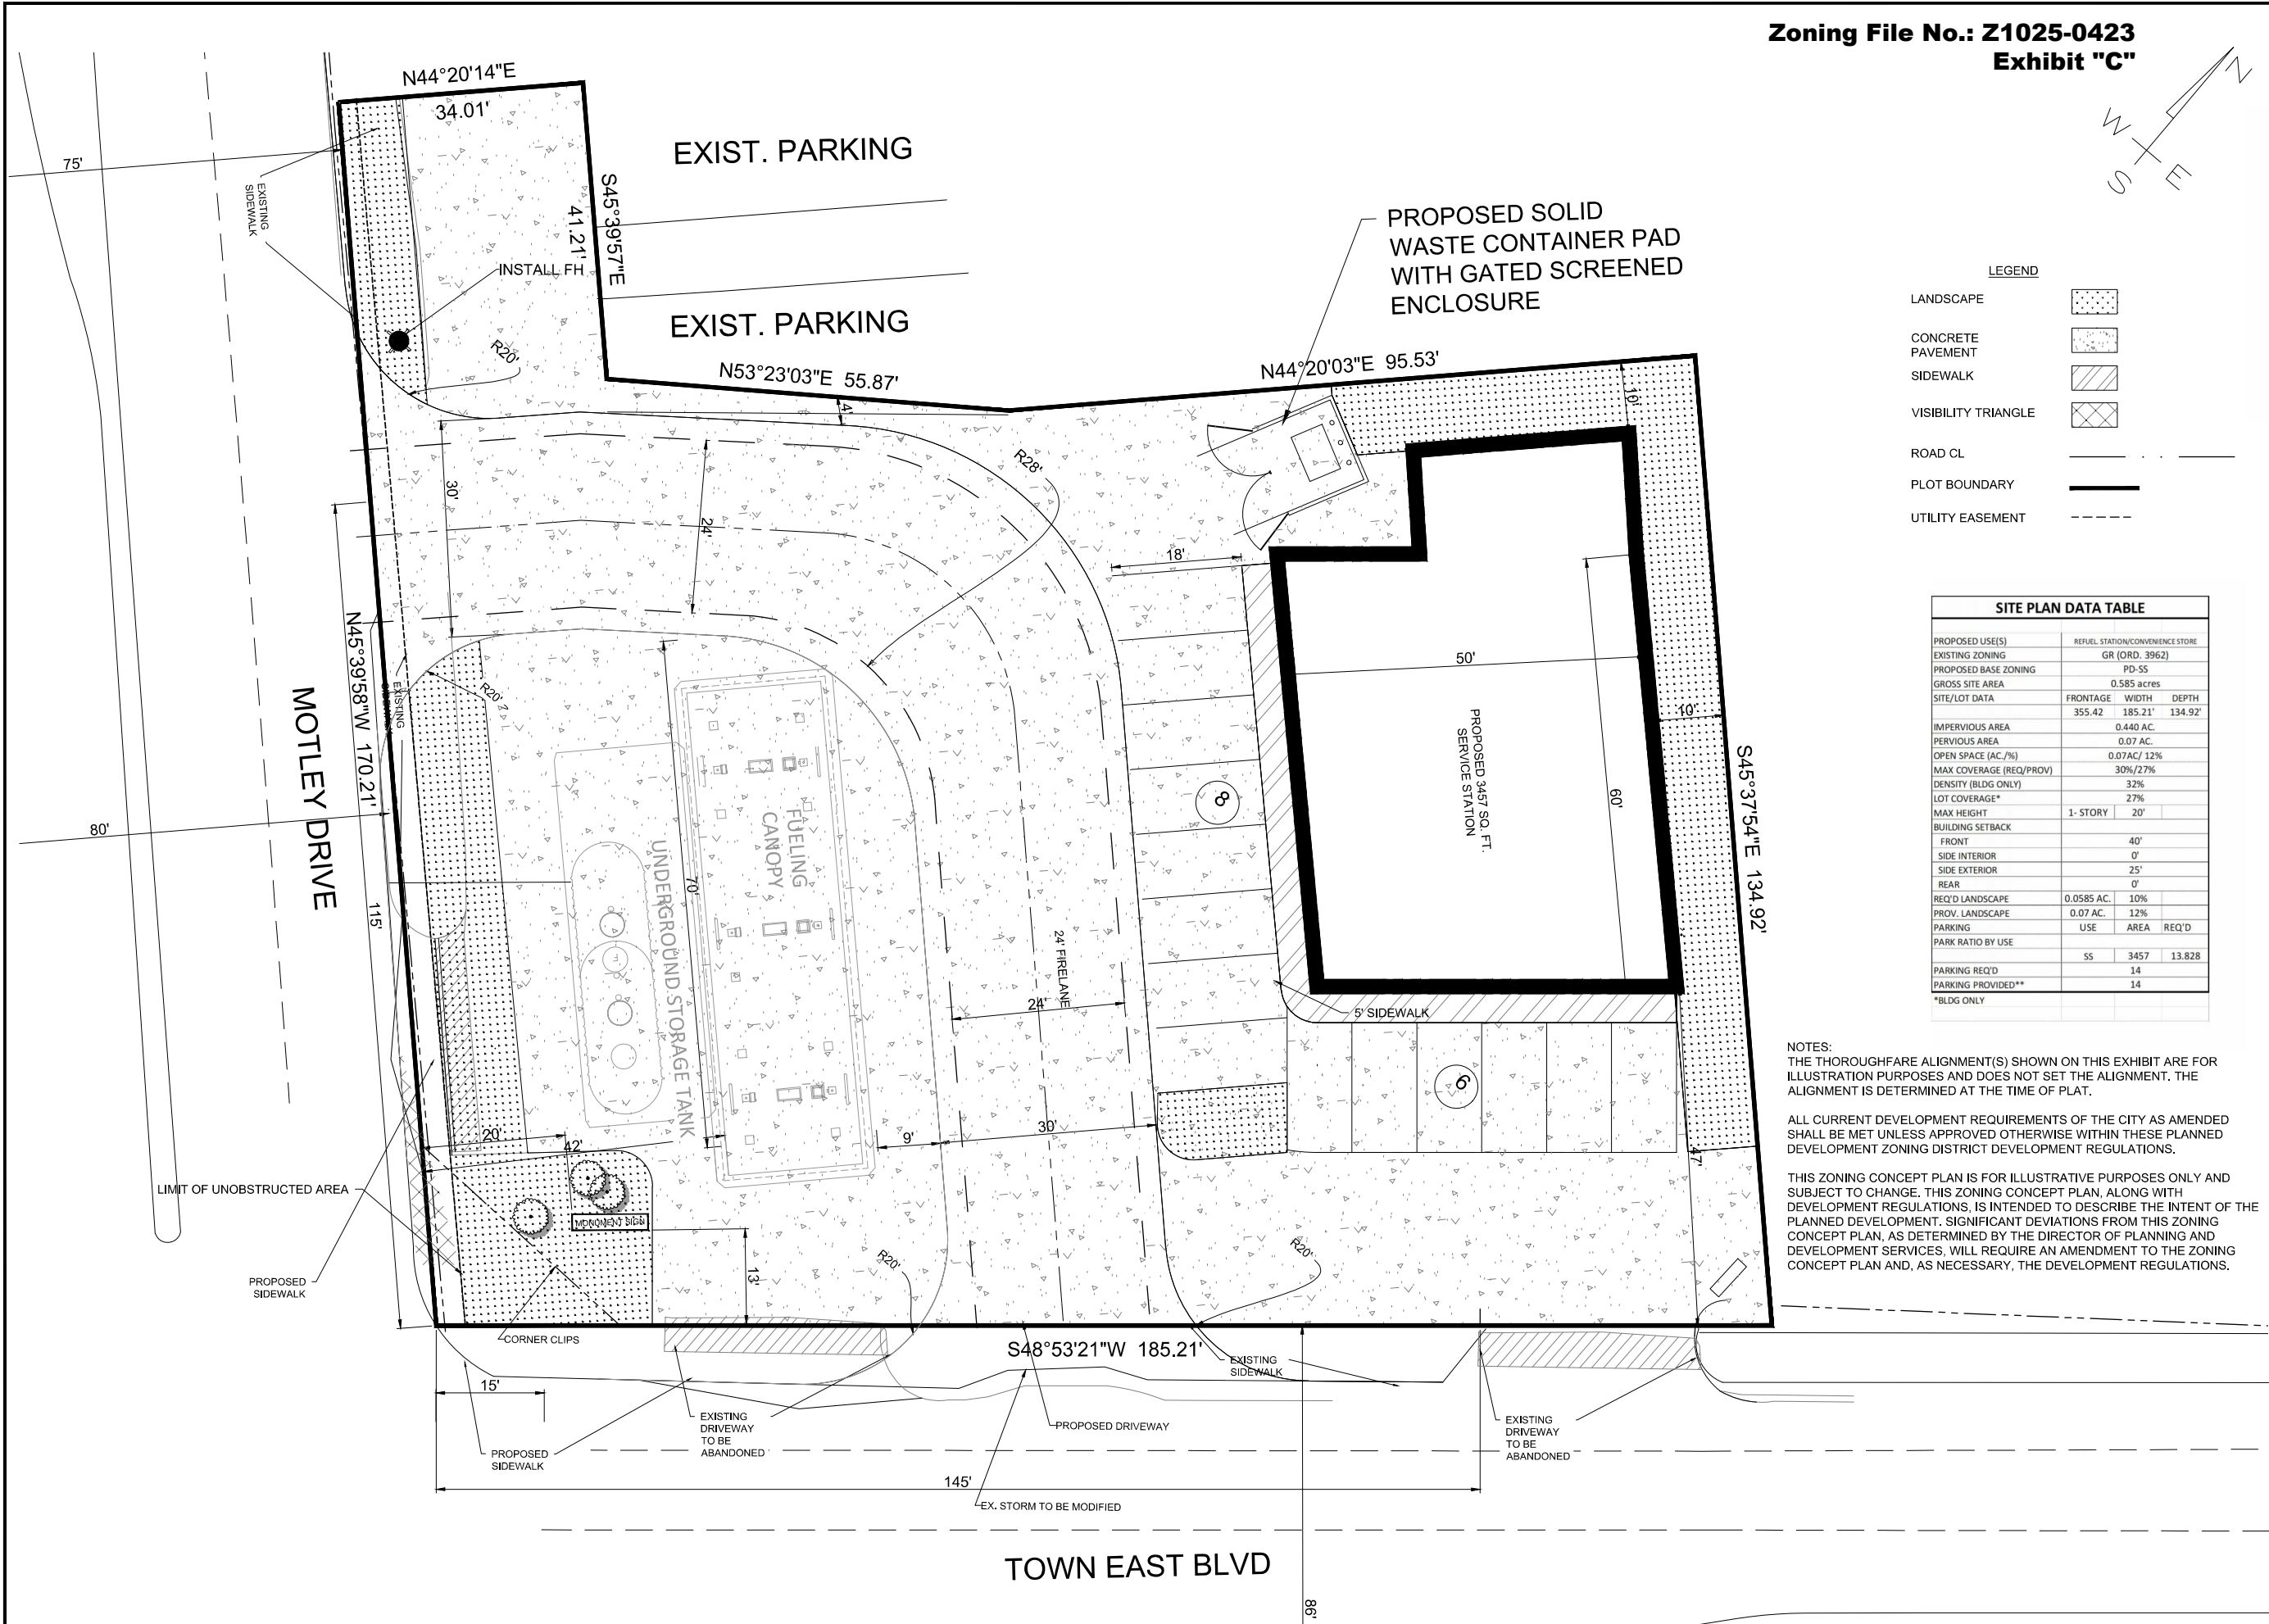 Zoning File No.: Z1025-0423
Exhibit "C"
N
W
S
E
N44°20'14"E
34.01'
75'
EXISTING
SIDEWALK
EXIST. PARKING
S45°39'57"E
41.21'
INSTALL FH
EXIST. PARKING
R20'
N53°23'03"E 55.87'
4'
PROPOSED SOLID
WASTE CONTAINER PAD
WITH GATED SCREENED
ENCLOSURE
N44°20'03"E 95.53'
10'
R28'
30'
24'
18'
LEGEND
LANDSCAPE
CONCRETE
PAVEMENT
SIDEWALK
VISIBILITY TRIANGLE
ROAD CL
PLOT BOUNDARY
UTILITY EASEMENT
SITE PLAN DATA TABLE
PROPOSED USE(S) REFUEL STATION/CONVENIENCE STORE
EXISTING ZONING GR (ORD. 3962)
PROPOSED BASE ZONING PD-SS
GROSS SITE AREA 0.585 acres
SITE/LOT DATA FRONTAGE WIDTH DEPTH
355.42 185.21' 134.92'
IMPERVIOUS AREA 0.440 AC.
PERVIOUS AREA 0.07 AC.
OPEN SPACE (AC./%) 0.07AC/ 12%
MAX COVERAGE (REQ/PROV) 30%/27%
DENSITY (BLDG ONLY) 32%
LOT COVERAGE* 27%
MAX HEIGHT 1- STORY 20'
BUILDING SETBACK
FRONT 40'
SIDE INTERIOR 0'
SIDE EXTERIOR 25'
REAR 0'
REQ'D LANDSCAPE 0.0585 AC. 10%
PROV. LANDSCAPE 0.07 AC. 12%
PARKING USE AREA REQ'D
PARK RATIO BY USE
SS 3457 13.828
PARKING REQ'D 14
PARKING PROVIDED** 14
*BLDG ONLY
MOTLEY DRIVE
N45°39'58"W 170.21'
EXISTING
SIDEWALK
R20'
80'
115'
UNDERGROUND STORAGE TANK
70'
FUELING
CANOPY
24' FIRELANE
24'
8
50'
60'
PROPOSED 3457 SQ. FT.
SERVICE STATION
10'
S45°37'54"E 134.92'
5' SIDEWALK
6
47'
20'
42'
9'
30'
MONUMENT SIGN
13'
R20'
R20'
LIMIT OF UNOBSTRUCTED AREA
PROPOSED
SIDEWALK
CORNER CLIPS
NOTES:
THE THOROUGHFARE ALIGNMENT(S) SHOWN ON THIS EXHIBIT ARE FOR
ILLUSTRATION PURPOSES AND DOES NOT SET THE ALIGNMENT. THE
ALIGNMENT IS DETERMINED AT THE TIME OF PLAT.
ALL CURRENT DEVELOPMENT REQUIREMENTS OF THE CITY AS AMENDED
SHALL BE MET UNLESS APPROVED OTHERWISE WITHIN THESE PLANNED
DEVELOPMENT ZONING DISTRICT DEVELOPMENT REGULATIONS.
THIS ZONING CONCEPT PLAN IS FOR ILLUSTRATIVE PURPOSES ONLY AND
SUBJECT TO CHANGE. THIS ZONING CONCEPT PLAN, ALONG WITH
DEVELOPMENT REGULATIONS, IS INTENDED TO DESCRIBE THE INTENT OF THE
PLANNED DEVELOPMENT. SIGNIFICANT DEVIATIONS FROM THIS ZONING
CONCEPT PLAN, AS DETERMINED BY THE DIRECTOR OF PLANNING AND
DEVELOPMENT SERVICES, WILL REQUIRE AN AMENDMENT TO THE ZONING
CONCEPT PLAN AND, AS NECESSARY, THE DEVELOPMENT REGULATIONS.
S48°53'21"W 185.21'
EXISTING
SIDEWALK
15'
PROPOSED
SIDEWALK
EXISTING
DRIVEWAY
TO BE
ABANDONED
PROPOSED DRIVEWAY
EXISTING
DRIVEWAY
TO BE
ABANDONED
145'
EX. STORM TO BE MODIFIED
TOWN EAST BLVD
86'